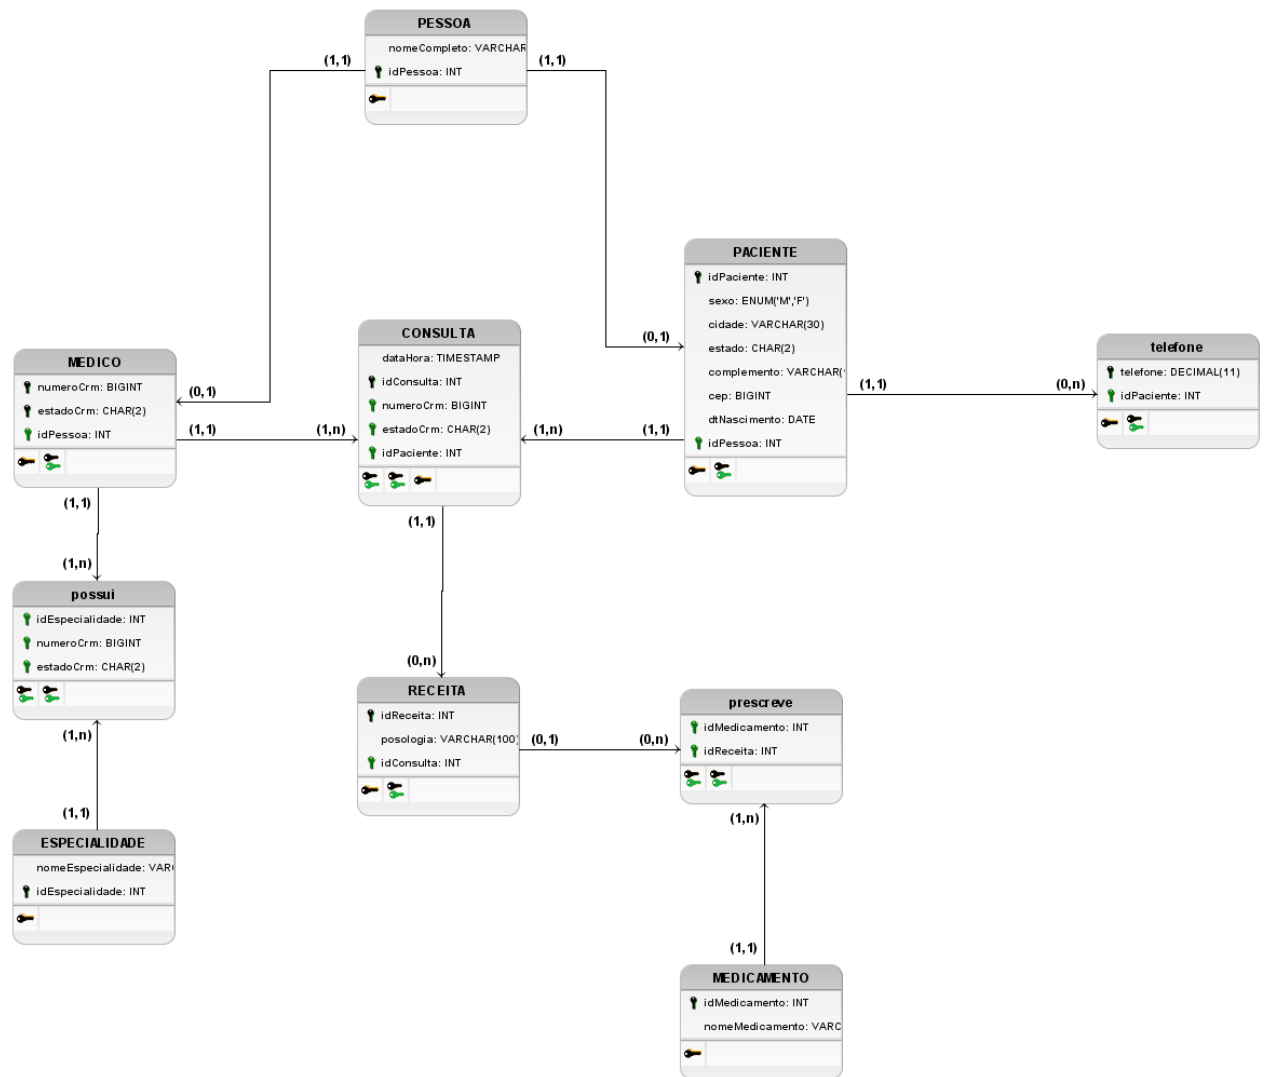 PESSOA
nomeCompleto: VARCHAR
idPessoa: INT
(1,1)
(1,1)
PACIENTE
idPaciente: INT
sexo: ENUM('M','F')
cidade: VARCHAR(30)
estado: CHAR(2)
complemento: VARCHAR(
cep: BIGINT
dtNascimento: DATE
idPessoa: INT
(0,1)
(1,1)
(0,n)
telefone
telefone: DECIMAL(11)
idPaciente: INT
CONSULTA
dataHora: TIMESTAMP
idConsulta: INT
numeroCrm: BIGINT
estadoCrm: CHAR(2)
idPaciente: INT
(1,n)
(1,1)
MEDICO
numeroCrm: BIGINT
estadoCrm: CHAR(2)
idPessoa: INT
(0,1)
(1,1)
(1,n)
(1,1)
(1,n)
(1,1)
possui
idEspecialidade: INT
numeroCrm: BIGINT
estadoCrm: CHAR(2)
(0,n)
RECEITA
idReceita: INT
posologia: VARCHAR(100)
idConsulta: INT
(0,1)
(0,n)
prescreve
idMedicamento: INT
idReceita: INT
(1,n)
(1,1)
ESPECIALIDADE
nomeEspecialidade: VAR
idEspecialidade: INT
(1,n)
(1,1)
MEDICAMENTO
idMedicamento: INT
nomeMedicamento: VARC